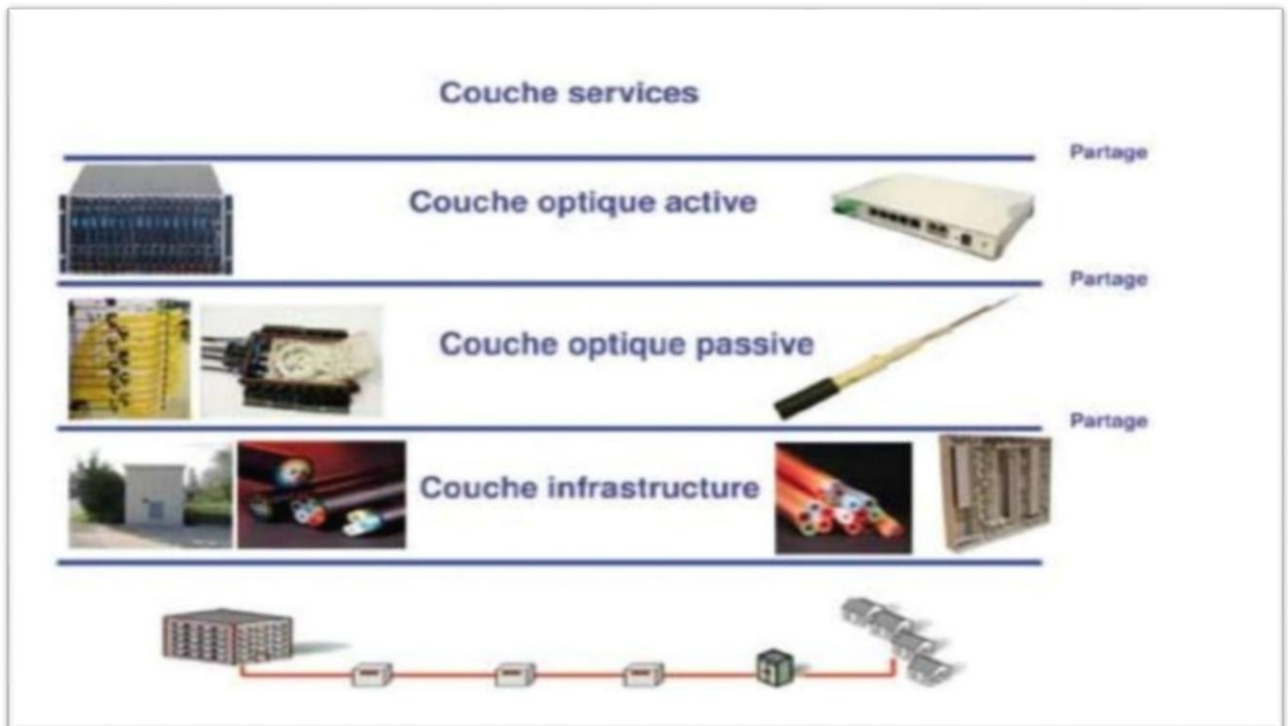 Couche services
Partage
Couche optique active
Partage
Couche optique passive
Partage
Couche infrastructure